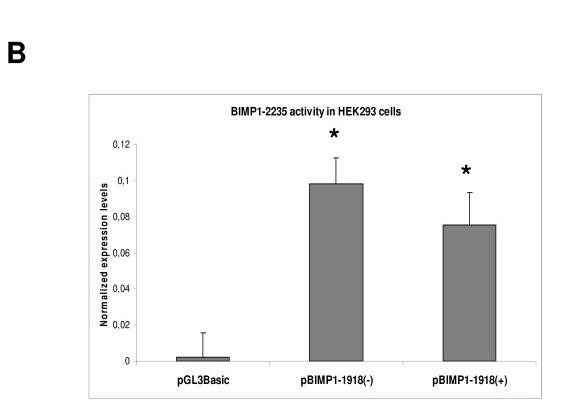 B
BIMP1-2235 activity in HEK293 cells
*
*
0,12
0,1
0,08
0,06
0,04
0,02
0
Normalized expression levels
pGL3Basic
pBIMP1-1918(-)
pBIMP1-1918(+)